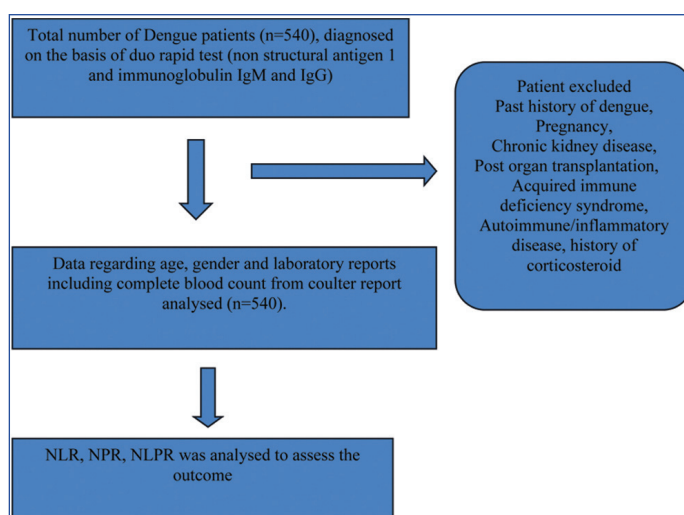 Total number of Dengue patients (n=540), diagnosed
on the basis of duo rapid test (non structural antigen 1
and immunoglobulin IgM and IgG)
Patient excluded
Past history of dengue,
Pregnancy,
Chronic kidney disease,
Post organ transplantation,
Acquired immune
deficiency syndrome,
Autoimmune/inflammatory
disease, history of
corticosteroid
Data regarding age, gender and laboratory reports
including complete blood count from coulter report
analysed (n=540).
NLR, NPR, NLPR was analysed to assess the
outcome